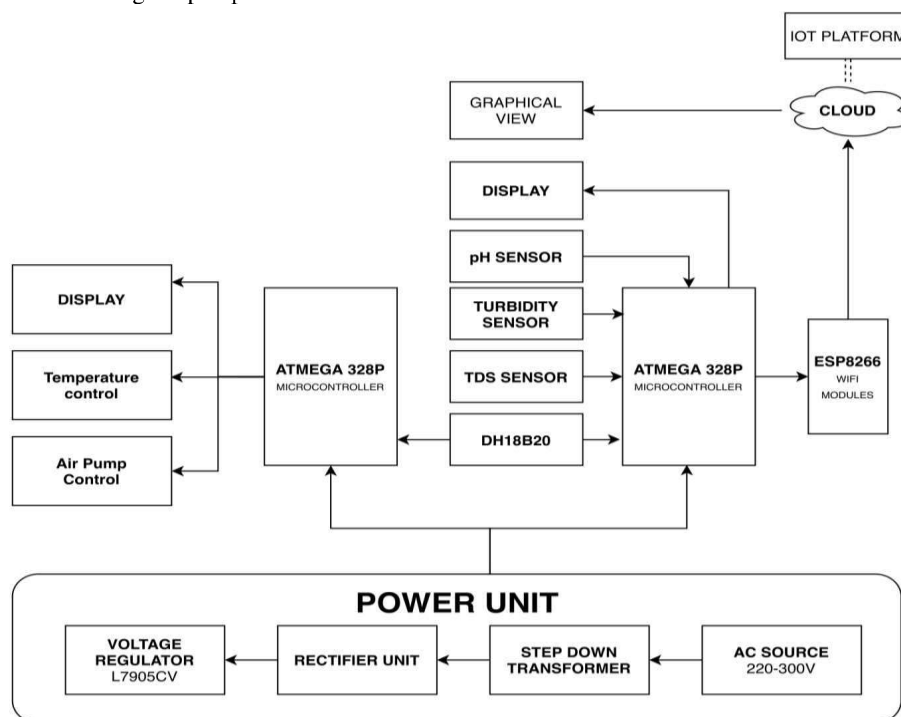 IOT PLATFORM
GRAPHICAL
VIEW
CLOUD
DISPLAY
pH SENSOR
DISPLAY
TURBIDITY
SENSOR
ATMEGA 328P
MICROCONTROLLER
ATMEGA 328P
MICROCONTROLLER
ESP8266
WIFI
MODULES
Temperature
control
TDS SENSOR
DH18B20
Air Pump
Control
POWER UNIT
VOLTAGE
REGULATOR
L7905CV
RECTIFIER UNIT
STEP DOWN
TRANSFORMER
AC SOURCE
220-300V